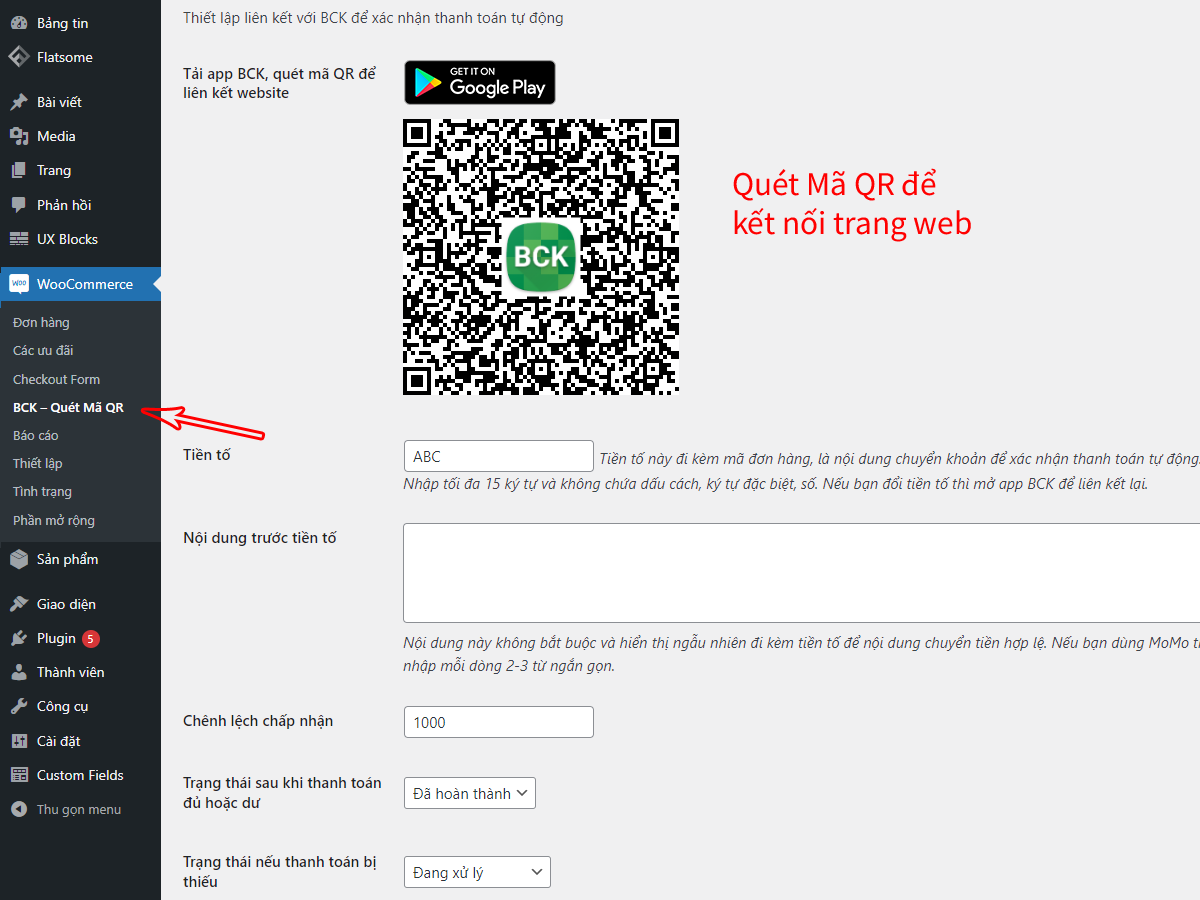 Bảng tin
Flatsome
Bài viết
Media
Trang
Phản hồi
UX Blocks
woo WooCommerce
Đơn hàng
Các ưu đãi
Checkout Form
BCK – Quét Mã QR
Báo cáo
Thiết lập
Tình trạng
Phần mở rộng
Sản phẩm
Giao diện
Plugin 5
Thành viên
Công cụ
Cài đặt
Custom Fields
Thu gọn menu
Thiết lập liên kết với BCK để xác nhận thanh toán tự động
Tải app BCK, quét mã QR để
liên kết website
GET IT ON
Google Play
BCK
Quét Mã QR để
kết nối trang web
Tiền tố
ABC
Tiền tố này đi kèm mã đơn hàng, là nội dung chuyển khoản để xác nhận thanh toán tự động.
Nhập tối đa 15 ký tự và không chứa dấu cách, ký tự đặc biệt, số. Nếu bạn đổi tiền tố thì mở app BCK để liên kết lại.
Nội dung trước tiền tố
Nội dung này không bắt buộc và hiển thị ngẫu nhiên đi kèm tiền tố để nội dung chuyển tiền hợp lệ. Nếu bạn dùng MoMo
nhập mỗi dòng 2-3 từ ngắn gọn.
Chênh lệch chấp nhận
1000
Trạng thái sau khi thanh toán
đủ hoặc dư
Đã hoàn thành
Trạng thái nếu thanh toán bị
thiếu
Đang xử lý